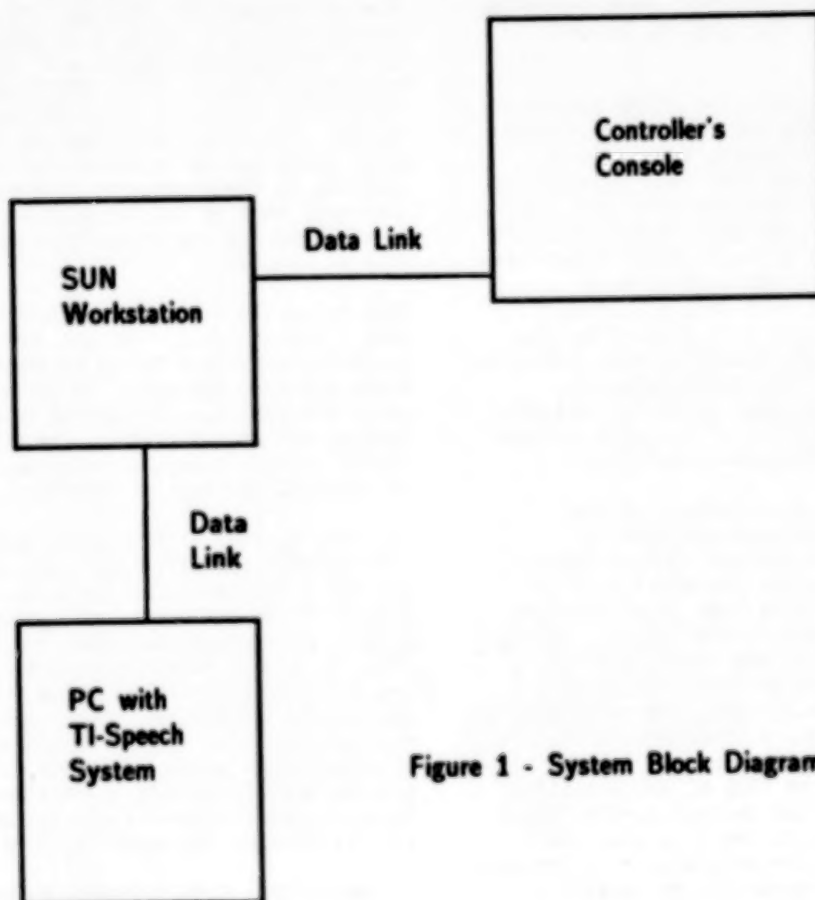 Controller's
Console
Data Link
SUN
Workstation
Data
Link
PC with
TI-Speech
System
Figure 1 - System Block Diagram